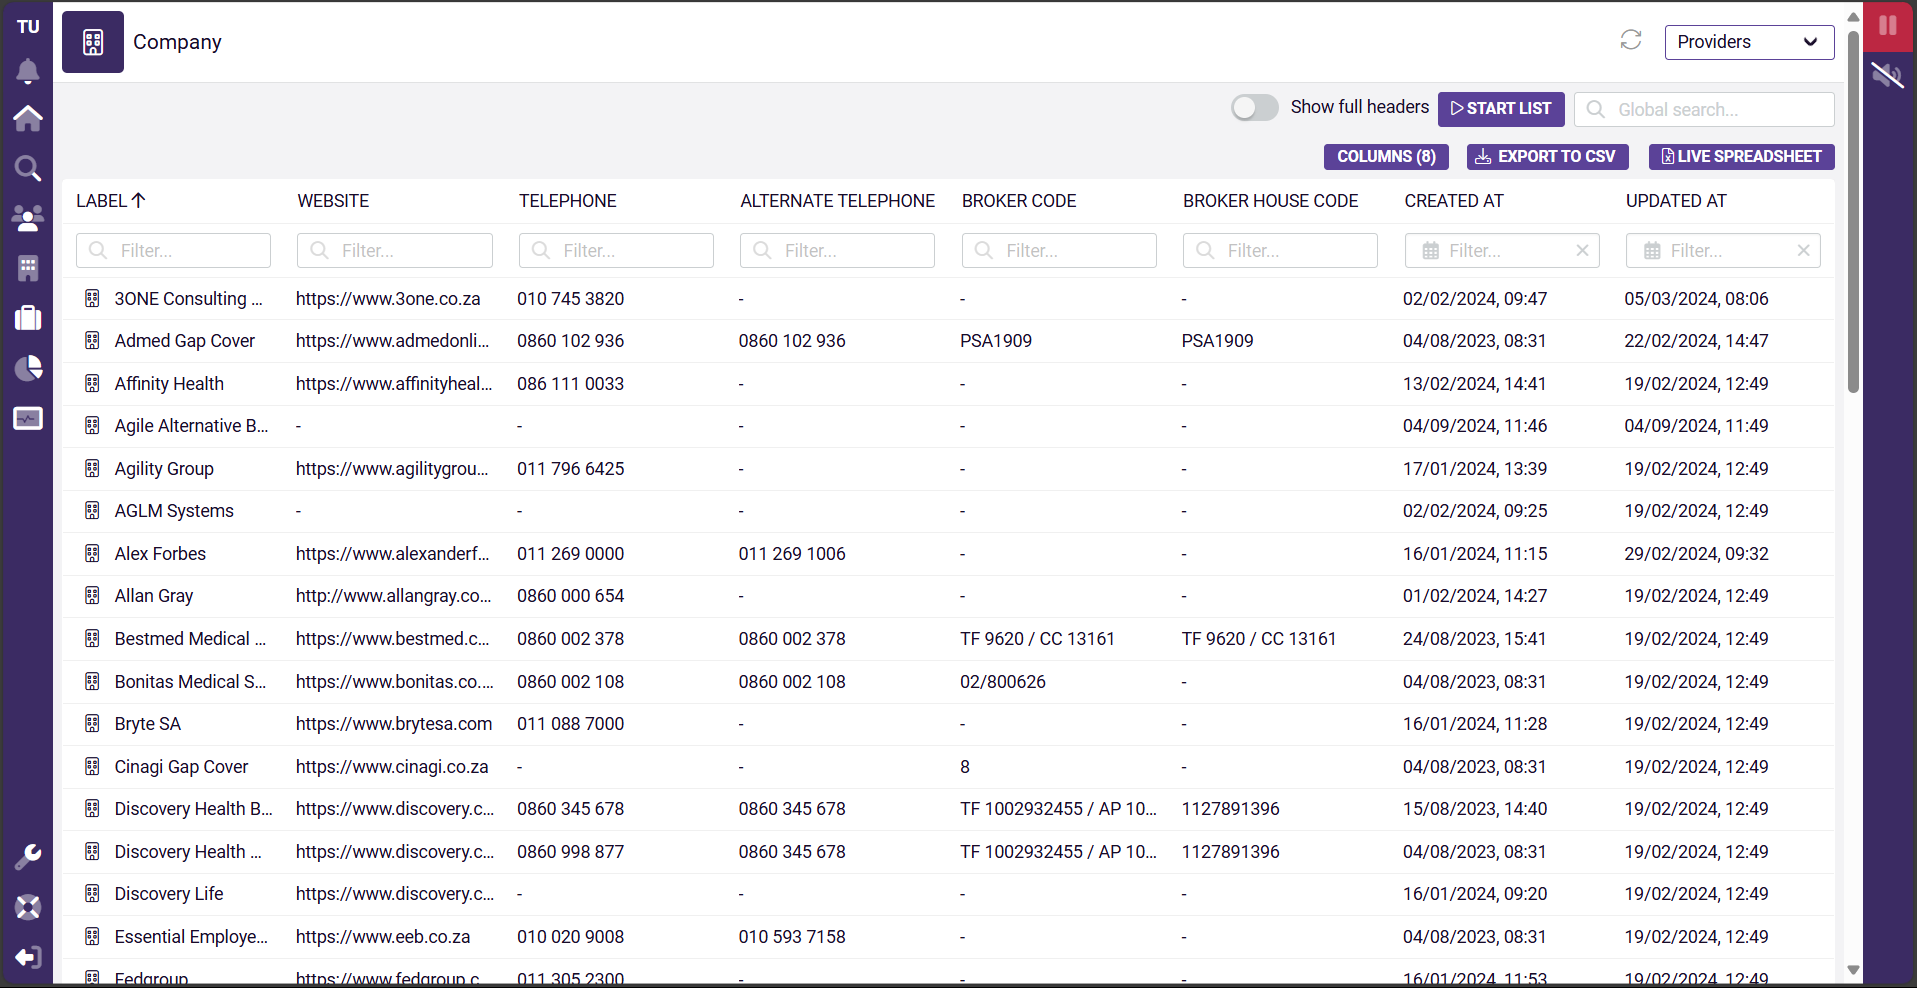 TU
Company
Providers
Show full headers
START LIST
Global search...
COLUMNS (8)
EXPORT TO CSV
LIVE SPREADSHEET
LABEL WEBSITE TELEPHONE ALTERNATE TELEPHONE BROKER CODE BROKER HOUSE CODE CREATED AT UPDATED AT
Filter... Filter... Filter... Filter... Filter... Filter... Filter... Filter...
3ONE Consulting ... https://www.3one.co.za 010 745 3820 - - - 02/02/2024, 09:47 05/03/2024, 08:06
Admed Gap Cover https://www.admedonli... 0860 102 936 0860 102 936 PSA1909 PSA1909 04/08/2023, 08:31 22/02/2024, 14:47
Affinity Health https://www.affinityheal... 086 111 0033 - - - 13/02/2024, 14:41 19/02/2024, 12:49
Agile Alternative B... - - - - - 04/09/2024, 11:46 04/09/2024, 11:49
Agility Group https://www.agilitygrou... 011 796 6425 - - - 17/01/2024, 13:39 19/02/2024, 12:49
AGLM Systems - - - - - 02/02/2024, 09:25 19/02/2024, 12:49
Alex Forbes https://www.alexanderf... 011 269 0000 011 269 1006 - - 16/01/2024, 11:15 29/02/2024, 09:32
Allan Gray http://www.allangray.co... 0860 000 654 - - - 01/02/2024, 14:27 19/02/2024, 12:49
Bestmed Medical ... https://www.bestmed.c... 0860 002 378 0860 002 378 TF 9620 / CC 13161 TF 9620 / CC 13161 24/08/2023, 15:41 19/02/2024, 12:49
Bonitas Medical S... https://www.bonitas.co.... 0860 002 108 0860 002 108 02/800626 - 04/08/2023, 08:31 19/02/2024, 12:49
Bryte SA https://www.brytesa.com 011 088 7000 - - - 16/01/2024, 11:28 19/02/2024, 12:49
Cinagi Gap Cover https://www.cinagi.co.za - - 8 - 04/08/2023, 08:31 19/02/2024, 12:49
Discovery Health B... https://www.discovery.c... 0860 345 678 0860 345 678 TF 1002932455 / AP 10... 1127891396 15/08/2023, 14:40 19/02/2024, 12:49
Discovery Health ... https://www.discovery.c... 0860 998 877 0860 345 678 TF 1002932455 / AP 10... 1127891396 04/08/2023, 08:31 19/02/2024, 12:49
Discovery Life https://www.discovery.c... - - - - 16/01/2024, 09:20 19/02/2024, 12:49
Essential Employe... https://www.eeb.co.za 010 020 9008 010 593 7158 - - 04/08/2023, 08:31 19/02/2024, 12:49
Fedgroup https://www.fedgroup.c... 011 305 2300 - - - 16/01/2024, 11:53 19/02/2024, 12:49